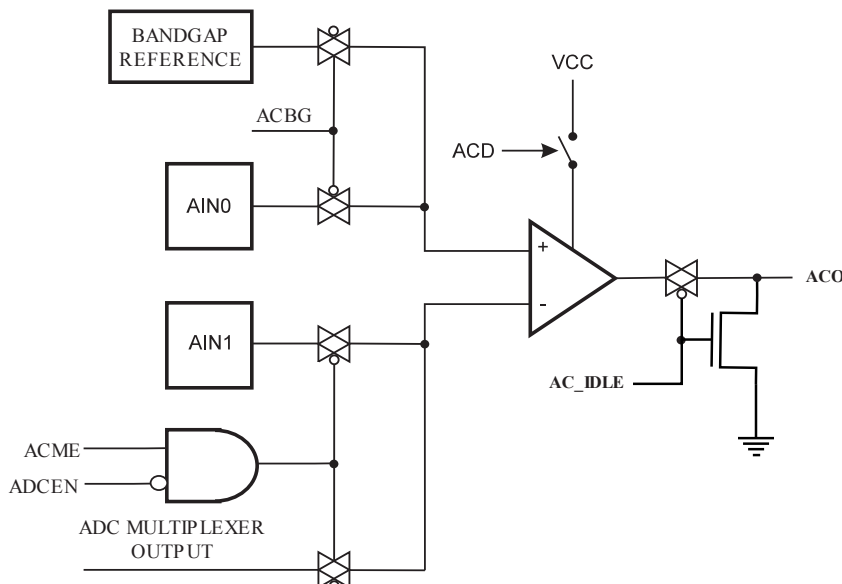 BANDGAP
REFERENCE
VCC
ACBG
ACD
AIN0
+
-
ACO
AIN1
AC_IDLE
ACME
ADCEN
ADC MULTIPLEXER
OUTPUT